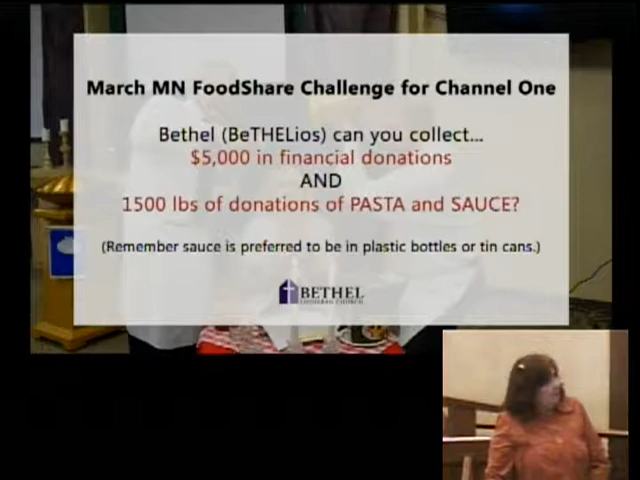 March MN FoodShare Challenge for Channel One
Bethel (BeTHELios) can you collect...
$5,000 in financial donations
AND
1500 lbs of donations of PASTA and SAUCE?
(Remember sauce is preferred to be in plastic bottles or tin cans.)
BETHEL
LUTHERAN CHURCH